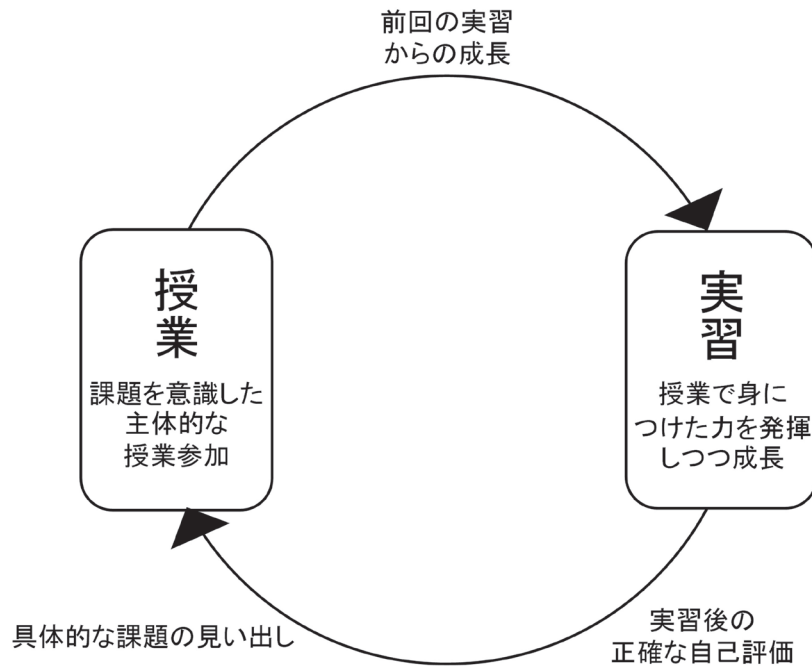 前回の実習
からの成長
授業
課題を意識した
主体的な
授業参加
実習
授業で身に
つけた力を発揮
しつつ成長
具体的な課題の見い出し
実習後の
正確な自己評価